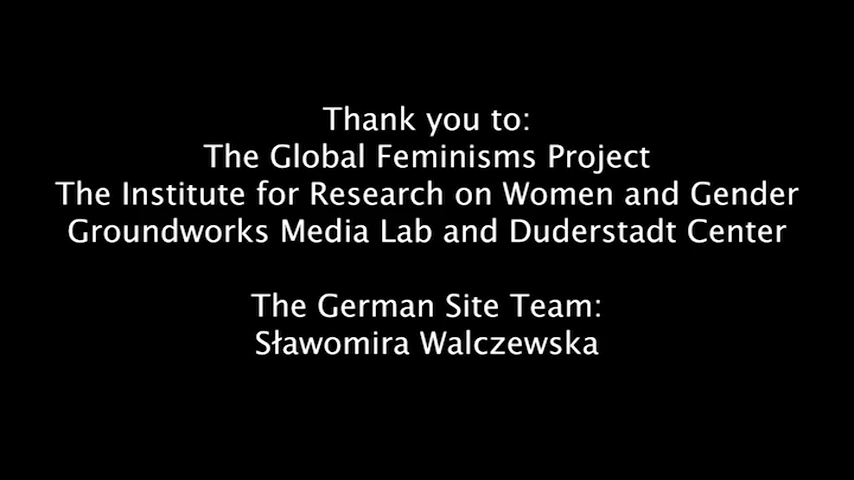 Thank you to:
The Global Feminisms Project
The Institute for Research on Women and Gender
Groundworks Media Lab and Duderstadt Center
The German Site Team:
Sławomira Walczewska